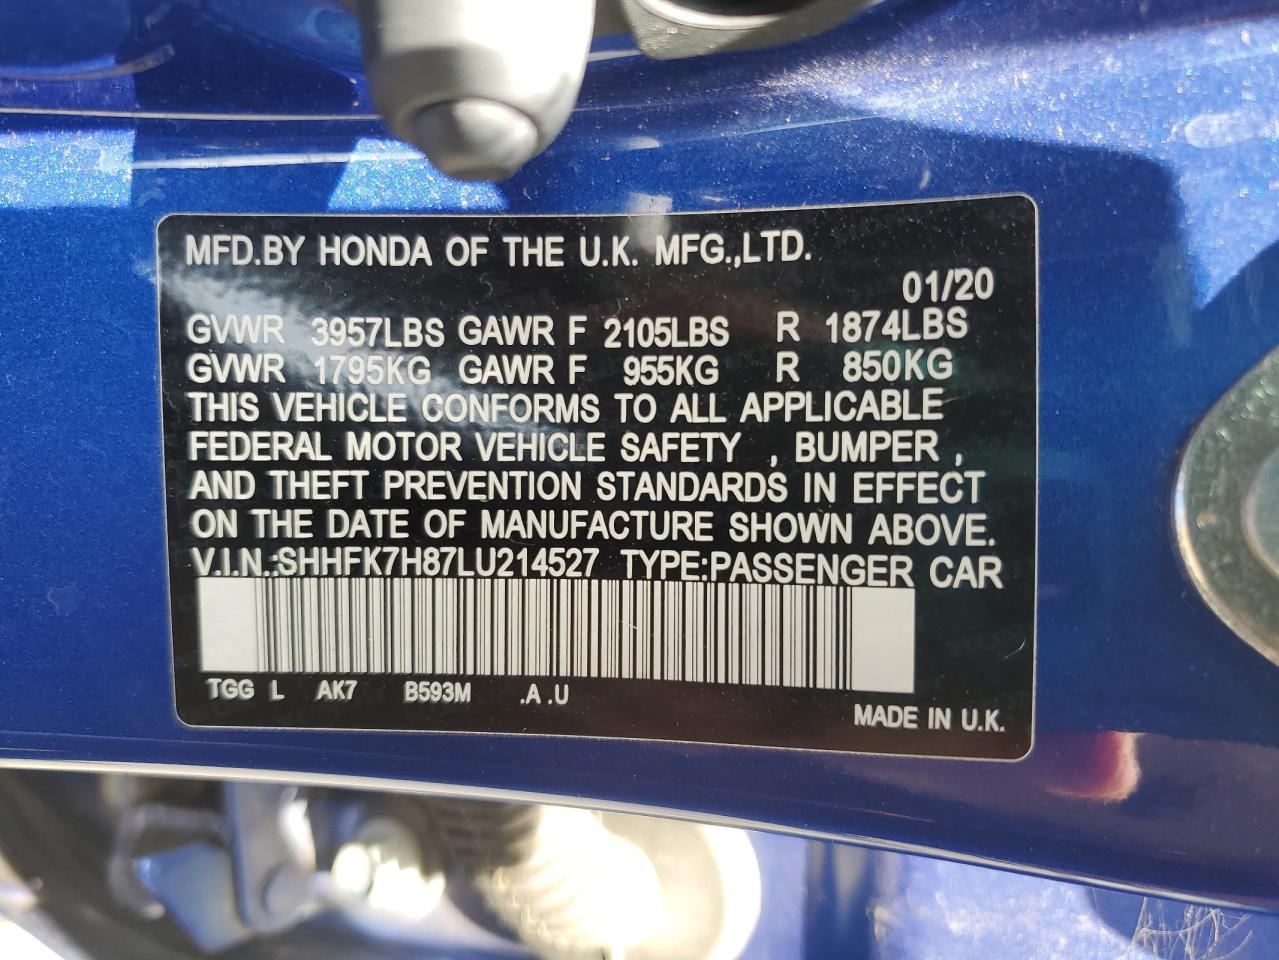 MFD.BY HONDA OF THE U.K. MFG.,LTD.
01/20
GVWR 3957LBS GAWR F 2105LBS R 1874LBS
GVWR 1795KG GAWR F 955KG R 850KG
THIS VEHICLE CONFORMS TO ALL APPLICABLE
FEDERAL MOTOR VEHICLE SAFETY , BUMPER ,
AND THEFT PREVENTION STANDARDS IN EFFECT
ON THE DATE OF MANUFACTURE SHOWN ABOVE.
V.I.N.:SHHFK7H87LU214527 TYPE:PASSENGER CAR
TGG L AK7 B593M .A .U
MADE IN U.K.